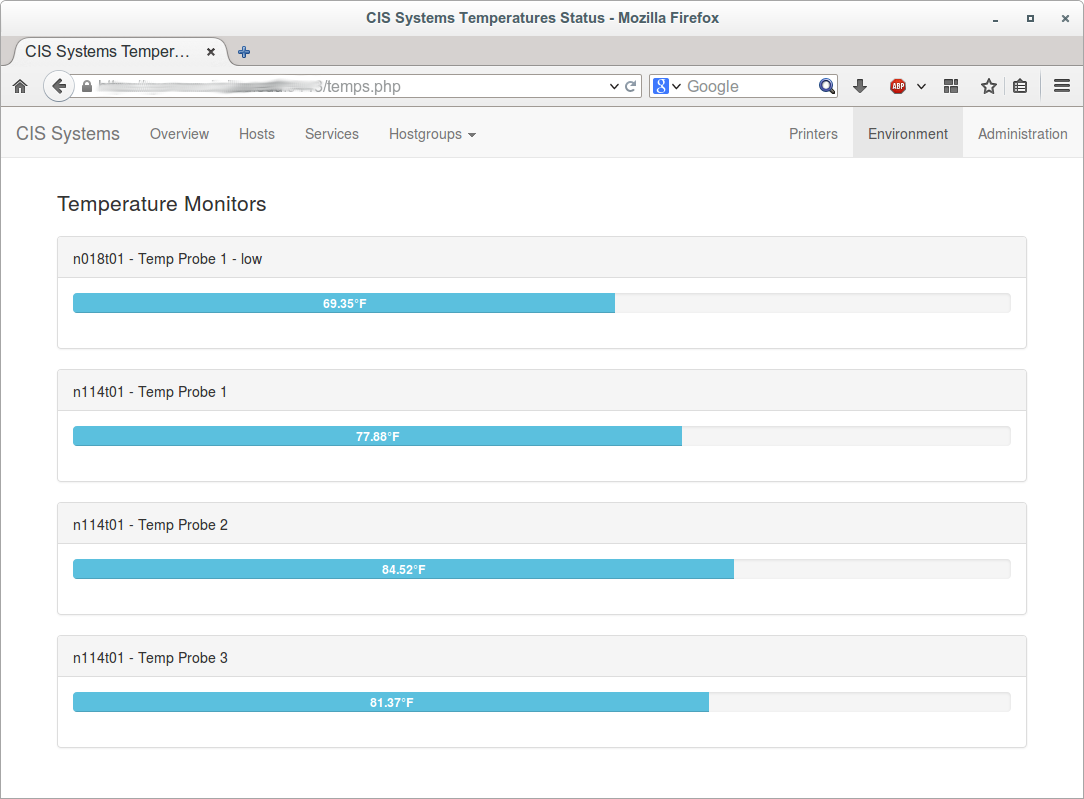 CIS Systems Temperatures Status - Mozilla Firefox
CIS Systems Temper...
/temps.php
Google
ABP
CIS Systems Overview Hosts Services Hostgroups Printers Environment Administration
Temperature Monitors
n018t01 - Temp Probe 1 - low
69.35°F
n114t01 - Temp Probe 1
77.88°F
n114t01 - Temp Probe 2
84.52°F
n114t01 - Temp Probe 3
81.37°F